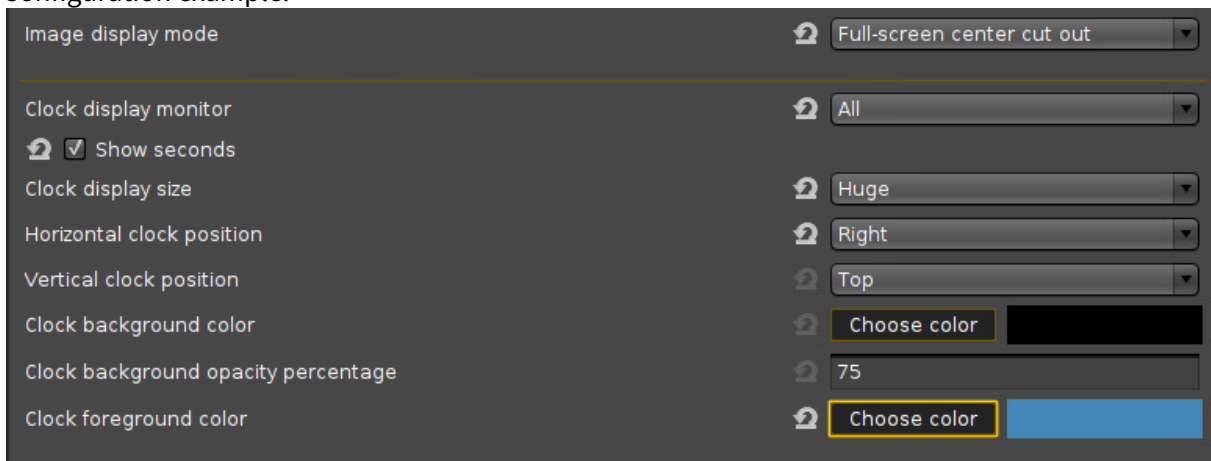 Image display mode Full-screen center cut out
Clock display monitor All
Show seconds
Clock display size Huge
Horizontal clock position Right
Vertical clock position Top
Clock background color Choose color
Clock background opacity percentage 75
Clock foreground color Choose color